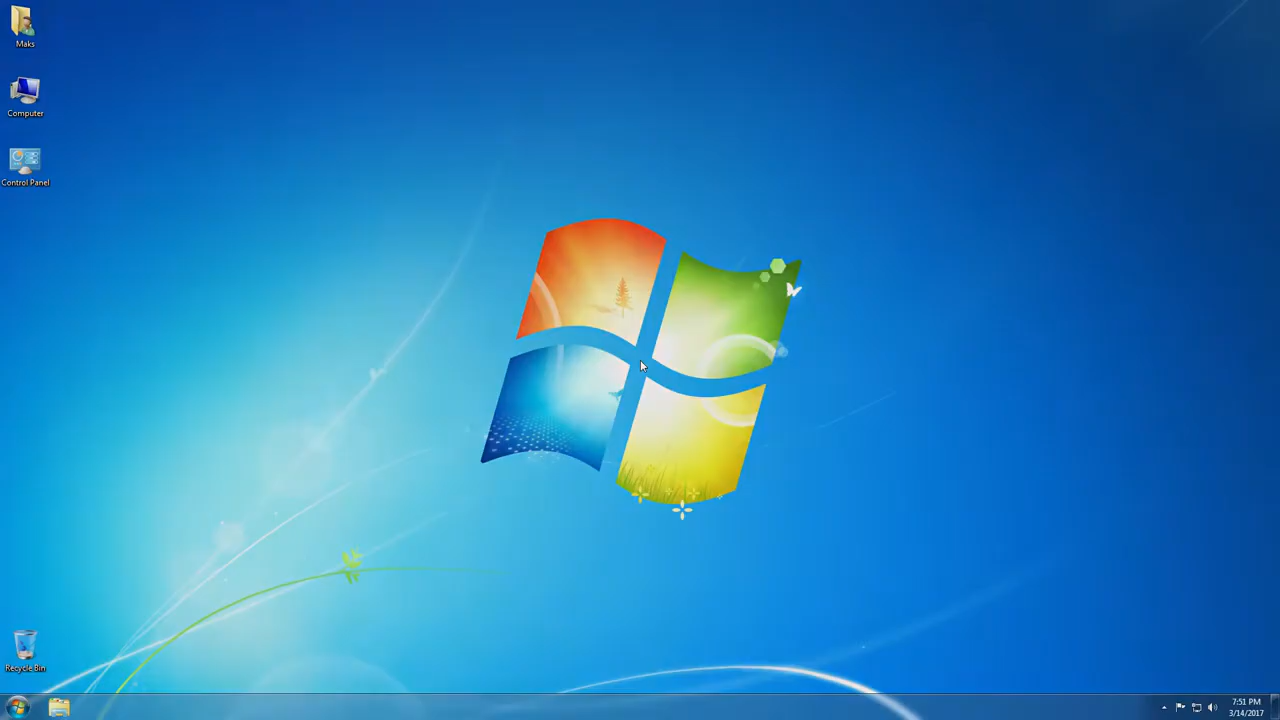 Maks
Computer
Control Panel
Recycle Bin
7:51 PM
3/14/2017